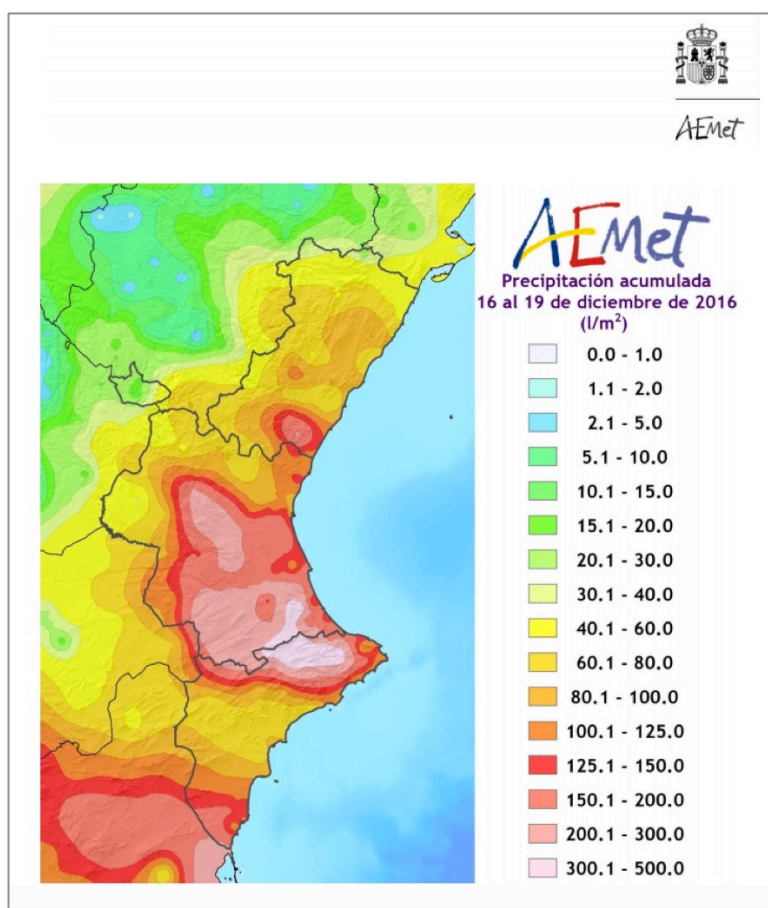 AEMet
AEMet
Precipitación acumulada
16 al 19 de diciembre de 2016
(l/m²)
0.0 - 1.0
1.1 - 2.0
2.1 - 5.0
5.1 - 10.0
10.1 - 15.0
15.1 - 20.0
20.1 - 30.0
30.1 - 40.0
40.1 - 60.0
60.1 - 80.0
80.1 - 100.0
100.1 - 125.0
125.1 - 150.0
150.1 - 200.0
200.1 - 300.0
300.1 - 500.0